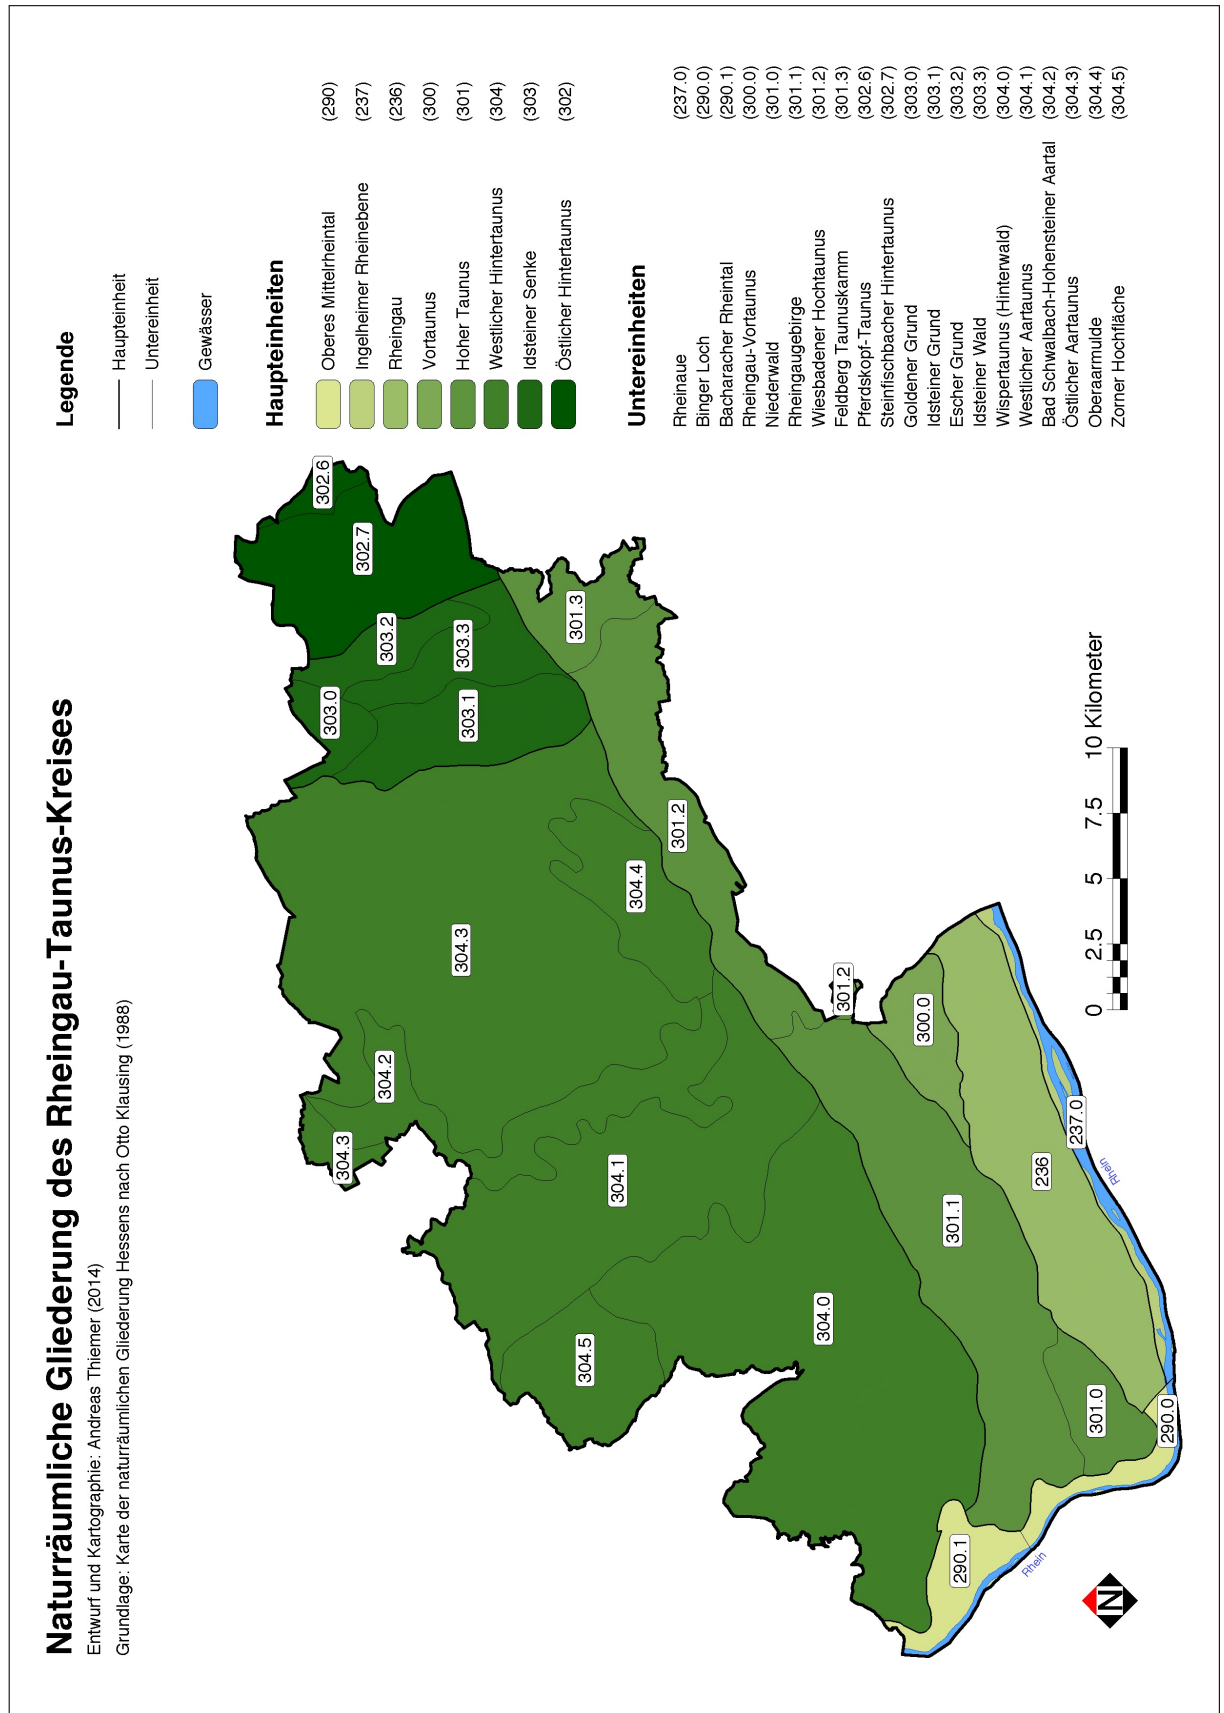 Naturräumliche Gliederung des Rheingau-Taunus-Kreises
Entwurf und Kartographie: Andreas Thiemer (2014)
Grundlage: Karte der naturräumlichen Gliederung Hessens nach Otto Klausing (1988)
Legende
Haupteinheit
Untereinheit
Gewässer
Haupteinheiten
Oberes Mittelrheintal (290)
Ingelheimer Rheinebene (237)
Rheingau (236)
Vortaunus (300)
Hoher Taunus (301)
Westlicher Hintertaunus (304)
Idsteiner Senke (303)
Östlicher Hintertaunus (302)
Untereinheiten
Rheinaue (237.0)
Binger Loch (290.0)
Bacharacher Rheintal (290.1)
Rheingau-Vortaunus (300.0)
Niederwald (301.0)
Rheingaugebirge (301.1)
Wiesbadener Hochtaunus (301.2)
Feldberg Taunuskamm (301.3)
Pferdskopf-Taunus (302.6)
Steinfischbacher Hintertaunus (302.7)
Goldener Grund (303.0)
Idsteiner Grund (303.1)
Escher Grund (303.2)
Idsteiner Wald (303.3)
Wispertaunus (Hinterwald) (304.0)
Westlicher Aartaunus (304.1)
Bad Schwalbach-Hohensteiner Aartal (304.2)
Östlicher Aartaunus (304.3)
Oberaarmulde (304.4)
Zorner Hochfläche (304.5)
302.6
302.7
303.2
303.0
303.3
303.1
301.3
301.2
304.4
304.3
304.2
304.3
304.1
301.2
300.0
304.5
304.0
301.1
236
237.0
Rhein
301.0
290.0
290.1
Rhein
0 2.5 5 7.5 10 Kilometer
N